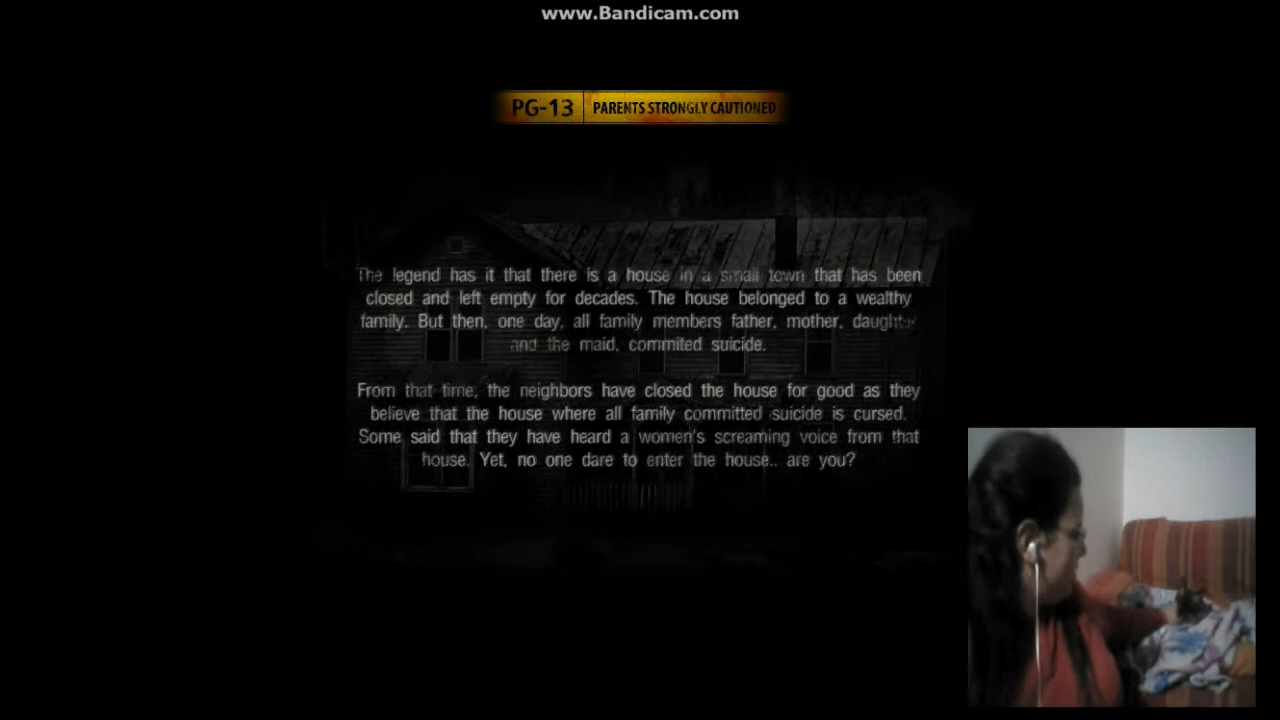 www.Bandicam.com
PG-13 PARENTS STRONGLY CAUTIONED
The legend has it that there is a house in a small town that has been
closed and left empty for decades. The house belonged to a wealthy
family. But then, one day, all family members father, mother, daughter
and the maid, commited suicide.
From that time, the neighbors have closed the house for good as they
believe that the house where all family committed suicide is cursed.
Some said that they have heard a women's screaming voice from that
house. Yet, no one dare to enter the house.. are you?